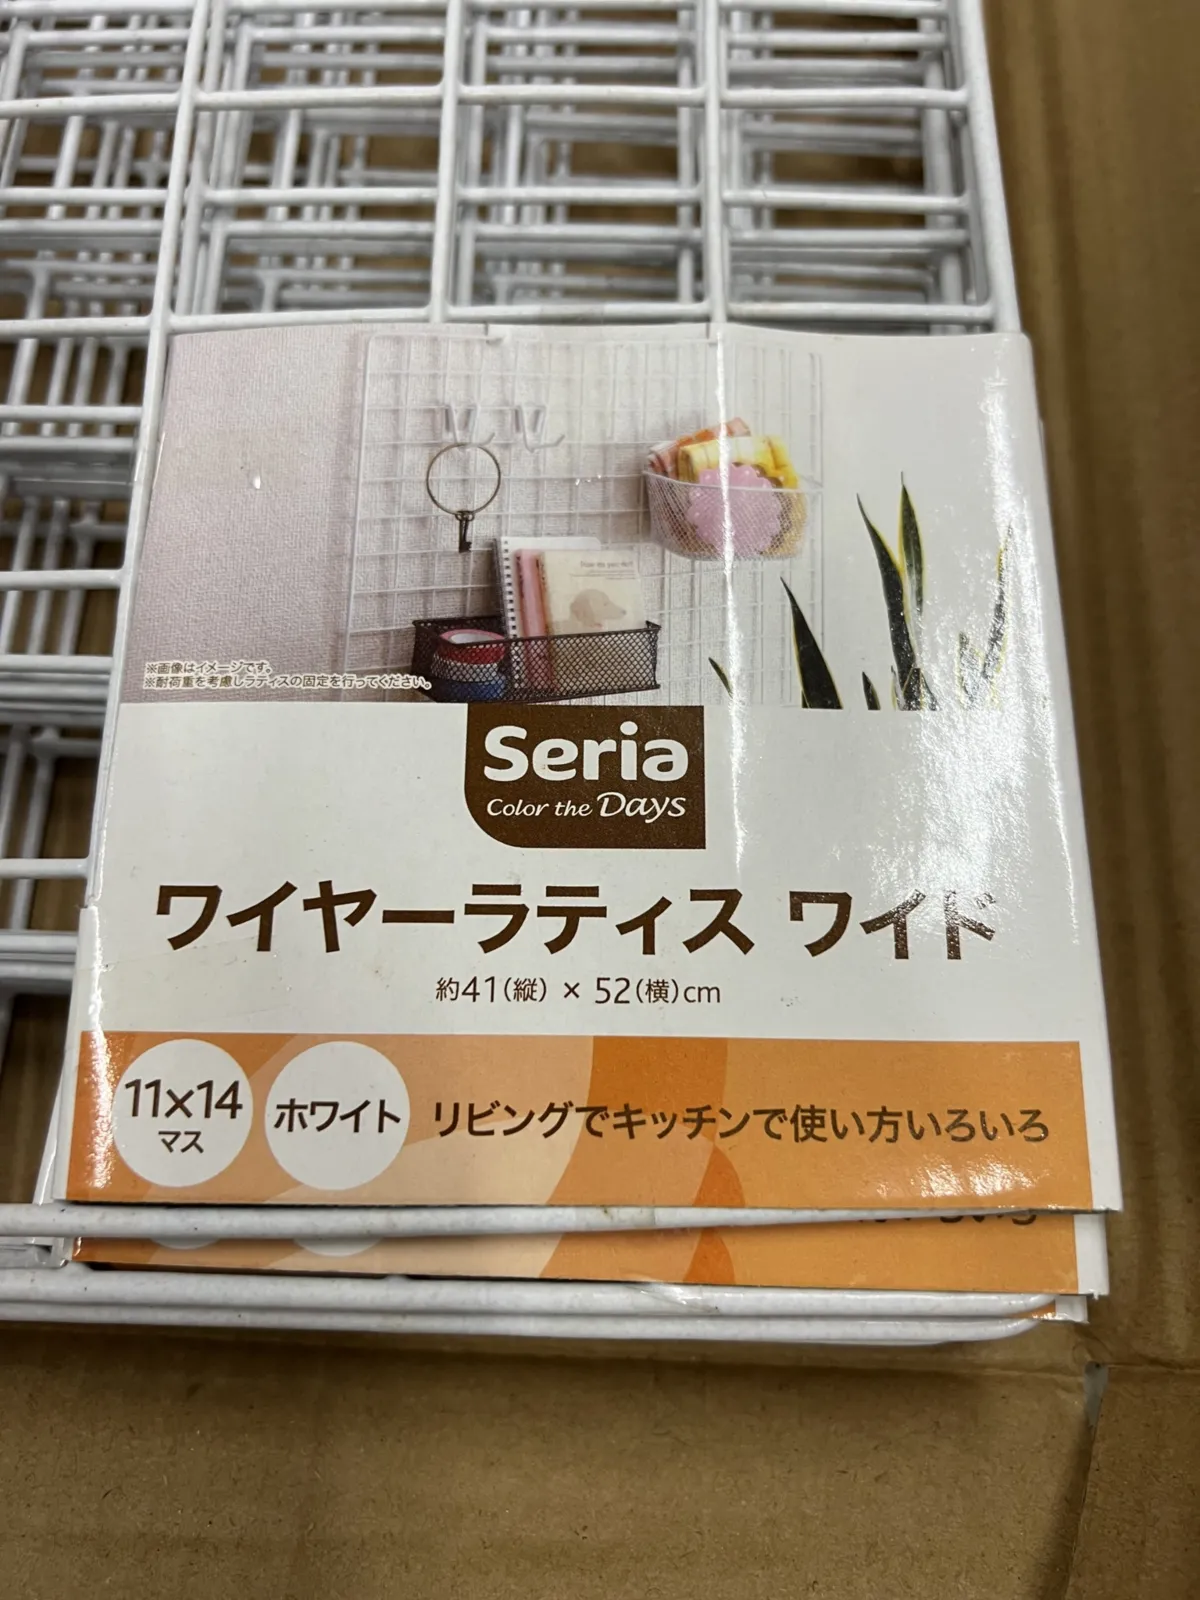 ※画像はイメージです。
※耐荷重を考慮しラティスの固定を行ってください。
Seria
Color the Days
ワイヤーラティス ワイド
約41(縦) × 52(横)cm
11×14
マス
ホワイト
リビングでキッチンで使い方いろいろ